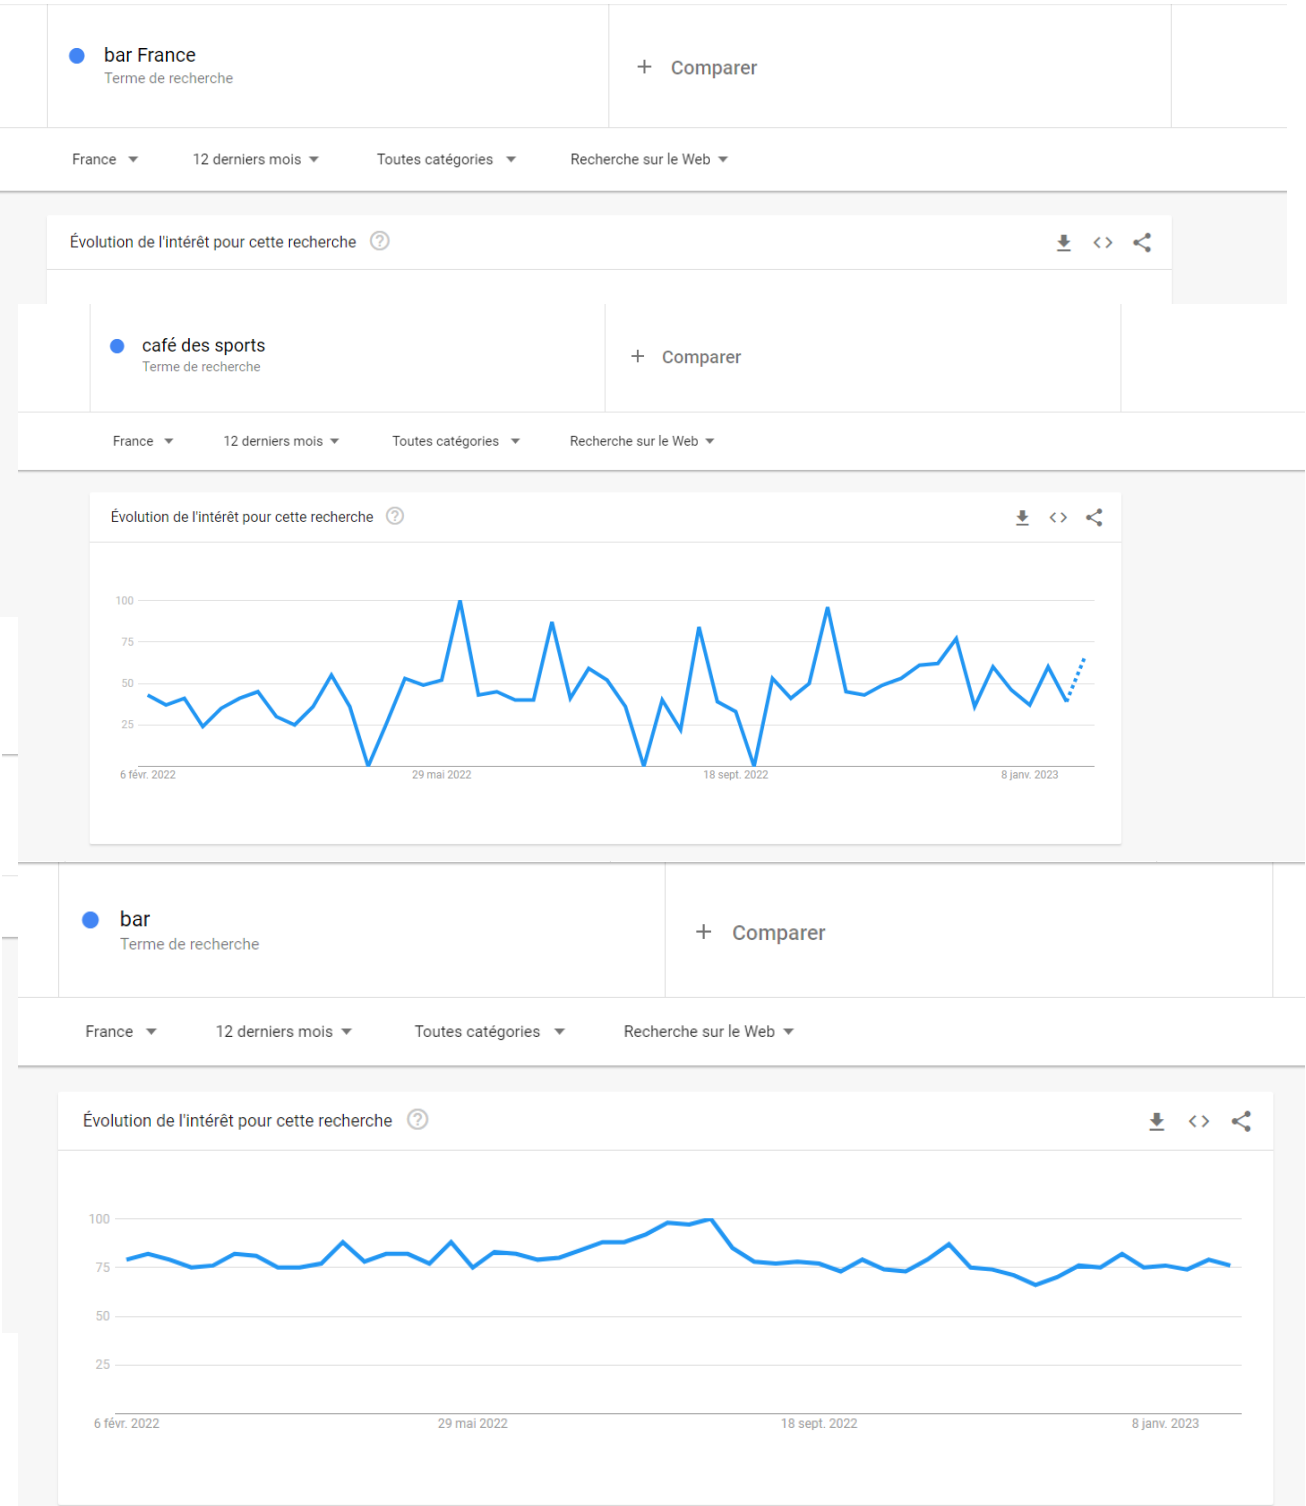 bar France
Terme de recherche
+ Comparer
France
12 derniers mois
Toutes catégories
Recherche sur le Web
Évolution de l'intérêt pour cette recherche
café des sports
Terme de recherche
+ Comparer
France
12 derniers mois
Toutes catégories
Recherche sur le Web
Évolution de l'intérêt pour cette recherche
100
75
50
25
6 févr. 2022
29 mai 2022
18 sept. 2022
8 janv. 2023
bar
Terme de recherche
+ Comparer
France
12 derniers mois
Toutes catégories
Recherche sur le Web
Évolution de l'intérêt pour cette recherche
100
75
50
25
6 févr. 2022
29 mai 2022
18 sept. 2022
8 janv. 2023